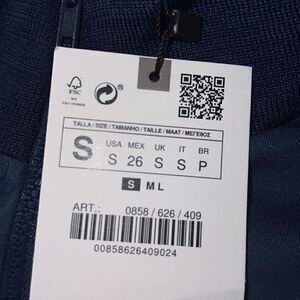 FSC
TALLA / SIZE / TAMANHO / TAILLE / MAAT / ΜΕΓΕΘΟΣ
S
USA MEX UK IT BR
S 26 S S P
S M L
ART.: 0858 / 626 / 409
00858626409024